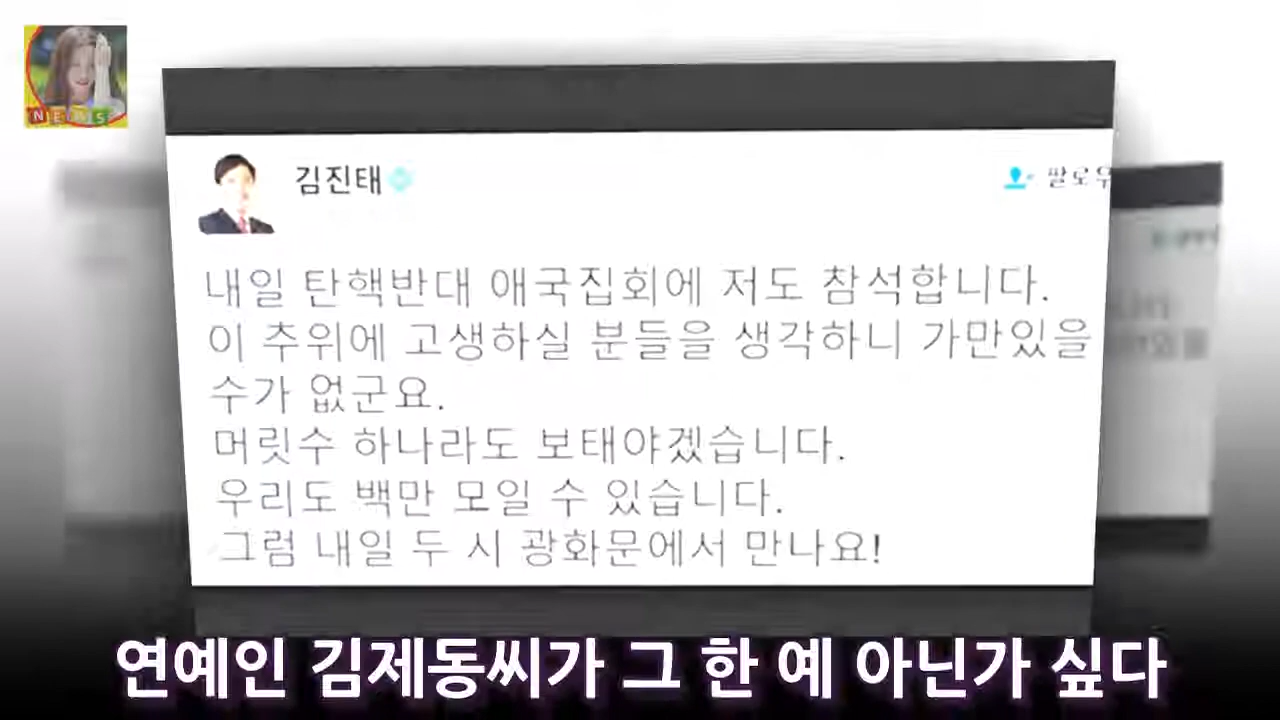 NEWS
김진태
팔로우
내일 탄핵반대 애국집회에 저도 참석합니다.
이 추위에 고생하실 분들을 생각하니 가만있을
수가 없군요.
머릿수 하나라도 보태야겠습니다.
우리도 백만 모일 수 있습니다.
그럼 내일 두 시 광화문에서 만나요!
연예인 김제동씨가 그 한 예 아닌가 싶다